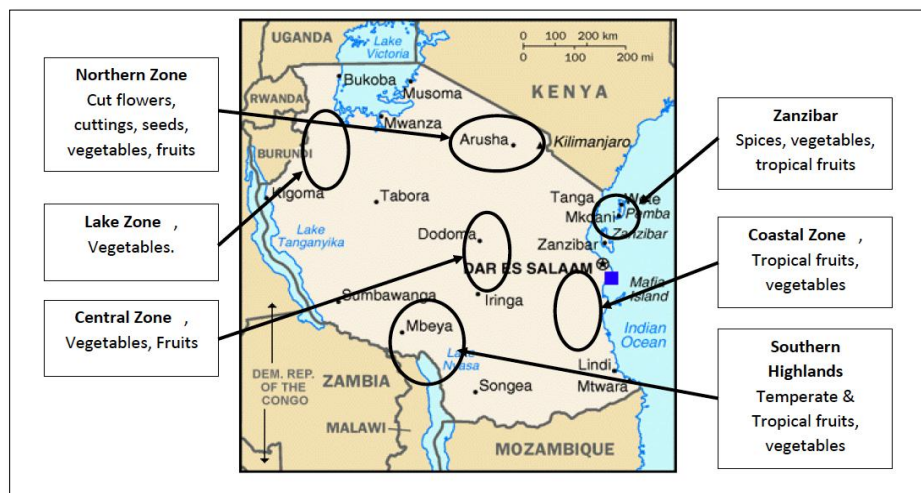 Northern Zone
Cut flowers,
cuttings, seeds,
vegetables, fruits
Lake Zone ,
Vegetables.
Central Zone ,
Vegetables, Fruits
UGANDA
Lake
Victoria
0 100 200 km
0 100 200 mi
Bukoba
Musoma
KENYA
RWANDA
Mwanza
Arusha
Kilimanjaro
BURUNDI
Kigoma
Tabora
Tanga
Wete
Pemba
Mkoani
Lake
Tanganyika
Dodoma
Zanzibar
Zanzibar
DAR ES SALAAM
Mafia
Island
Sumbawanga
Iringa
Mbeya
Indian
Ocean
DEM. REP.
OF THE
CONGO
Lake
Nyasa
Lindi
Mtwara
ZAMBIA
Songea
MALAWI
MOZAMBIQUE
Zanzibar
Spices, vegetables,
tropical fruits
Coastal Zone ,
Tropical fruits,
vegetables
Southern
Highlands
Temperate &
Tropical fruits,
vegetables